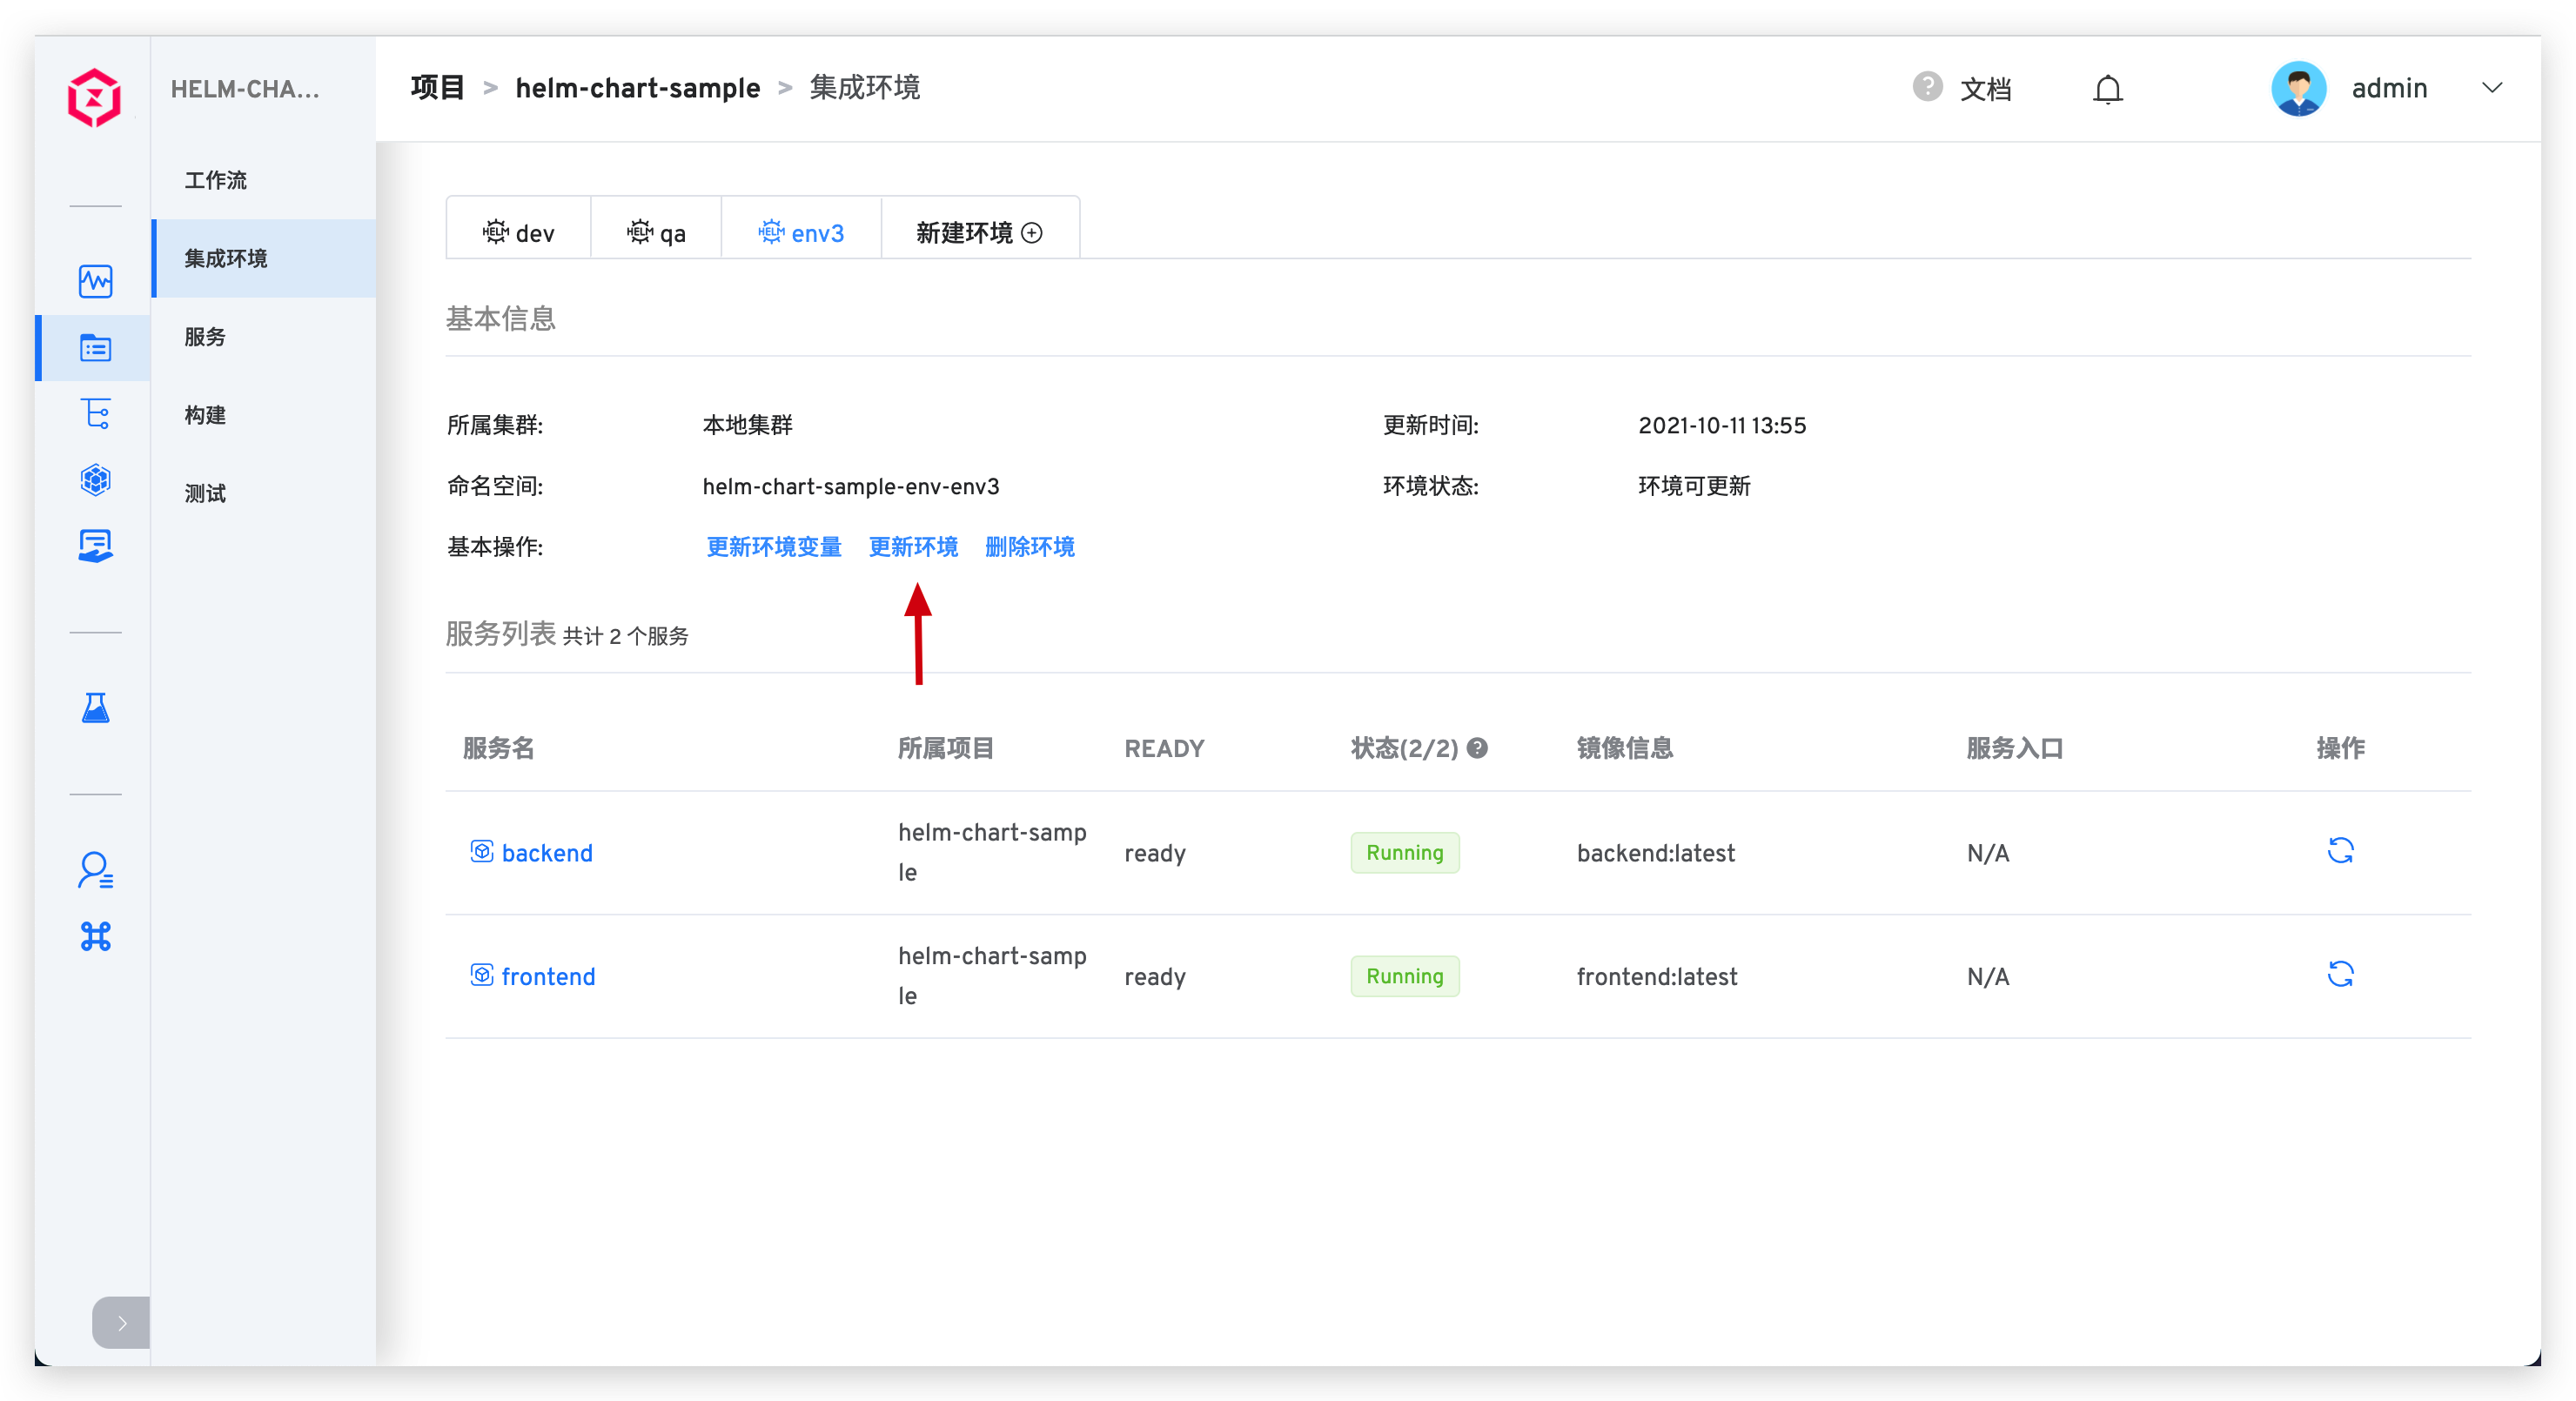 HELM-CHA...
项目 > helm-chart-sample > 集成环境
? 文档
admin
工作流
集成环境
服务
构建
测试
HELM dev
HELM qa
HELM env3
新建环境
基本信息
所属集群: 本地集群 更新时间: 2021-10-11 13:55
命名空间: helm-chart-sample-env-env3 环境状态: 环境可更新
基本操作: 更新环境变量 更新环境 删除环境
服务列表 共计 2 个服务
服务名 所属项目 READY 状态(2/2) ? 镜像信息 服务入口 操作
backend helm-chart-samp
le ready Running backend:latest N/A
frontend helm-chart-samp
le ready Running frontend:latest N/A